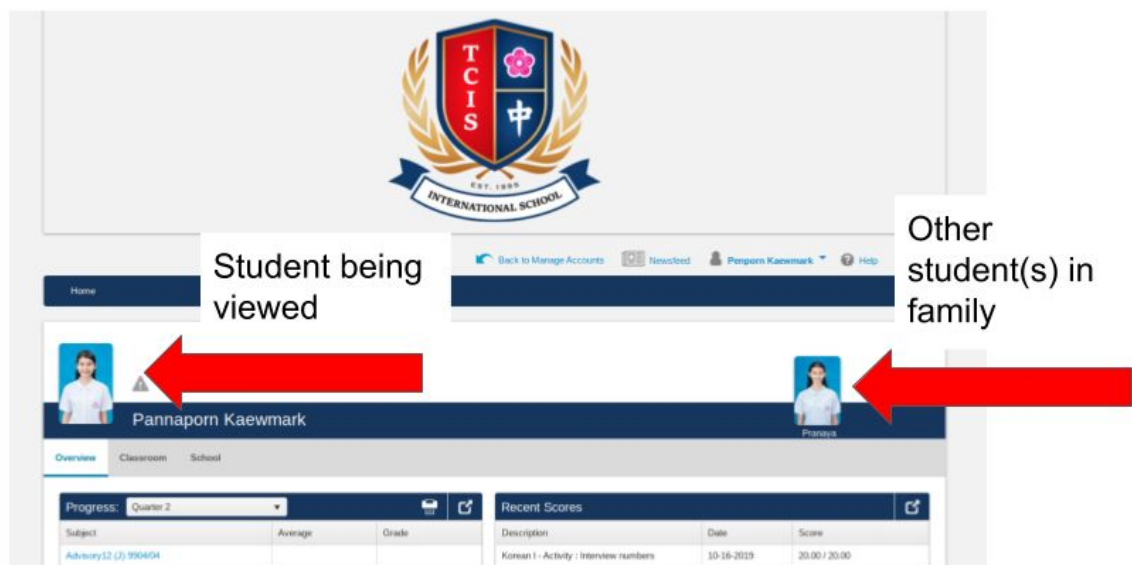 T
C
I
S
中
EST. 1995
INTERNATIONAL SCHOOL
Back to Manage Accounts Newsfeed Penporn Kaewmark Help
Student being
viewed
Other
student(s) in
family
Home
Pannaporn Kaewmark
Pranaya
Overview Classroom School
Progress: Quarter 2
Recent Scores
Subject Average Grade
Description Date Score
Advisory12 (J) 9904/04
Korean I - Activity : Interview numbers 10-16-2019 20.00 / 20.00